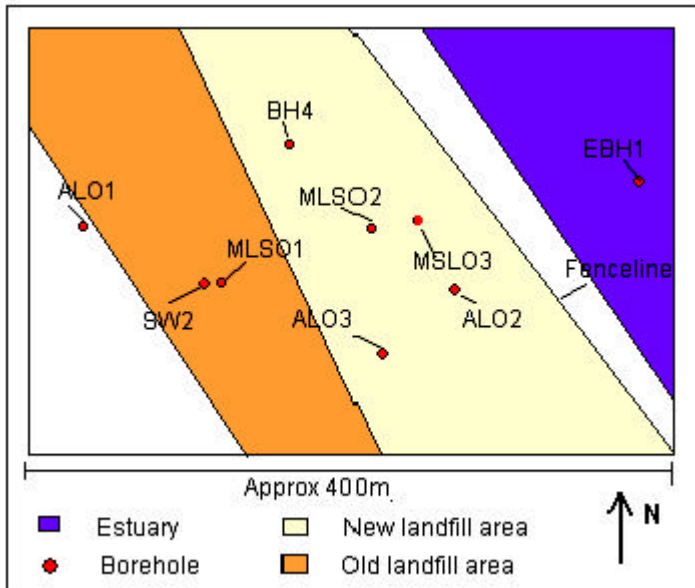 BH4
EBH1
ALO1
MLSO2
MLSO1
MSLO3
Fenceline
SW2
ALO3
ALO2
Approx 400m
Estuary
New landfill area
N
Borehole
Old landfill area